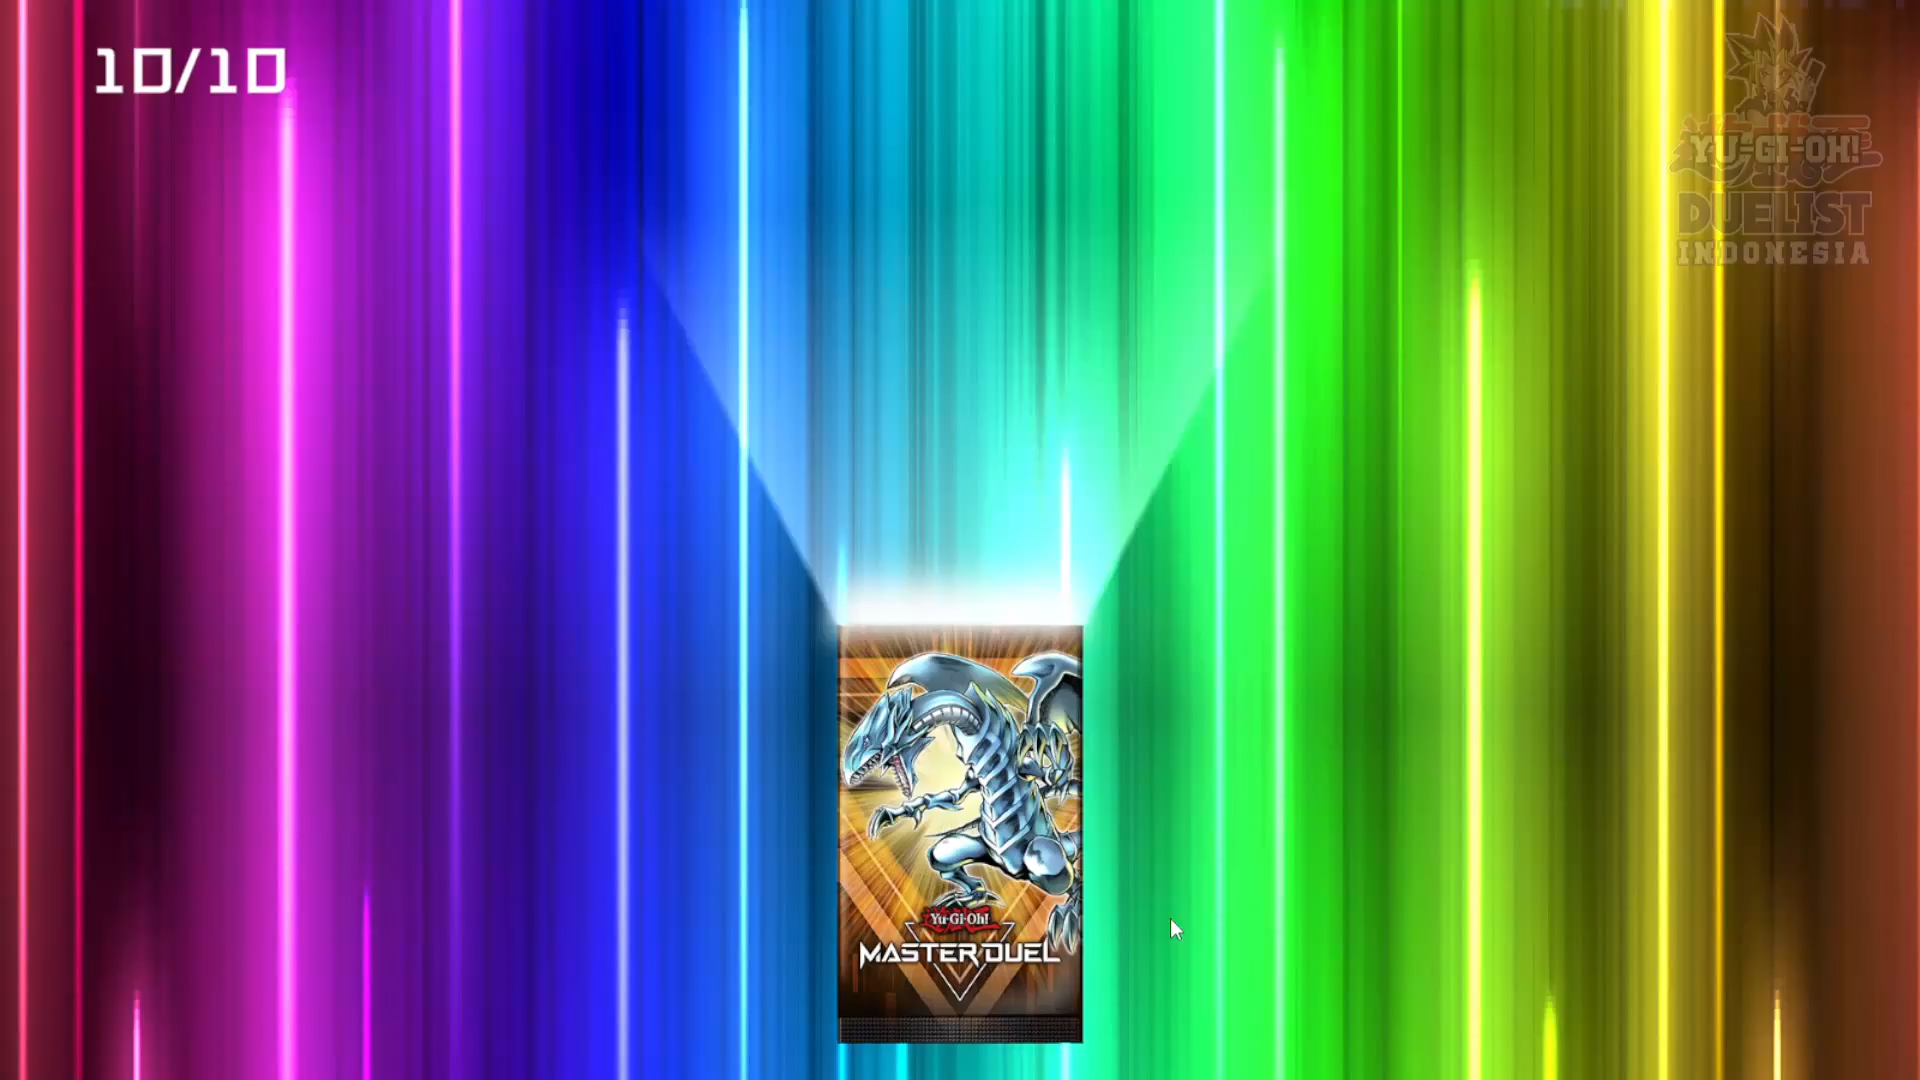 10/10
YU-GI-OH!
DUELIST
INDONESIA
Yu-Gi-Oh!
MASTER DUEL